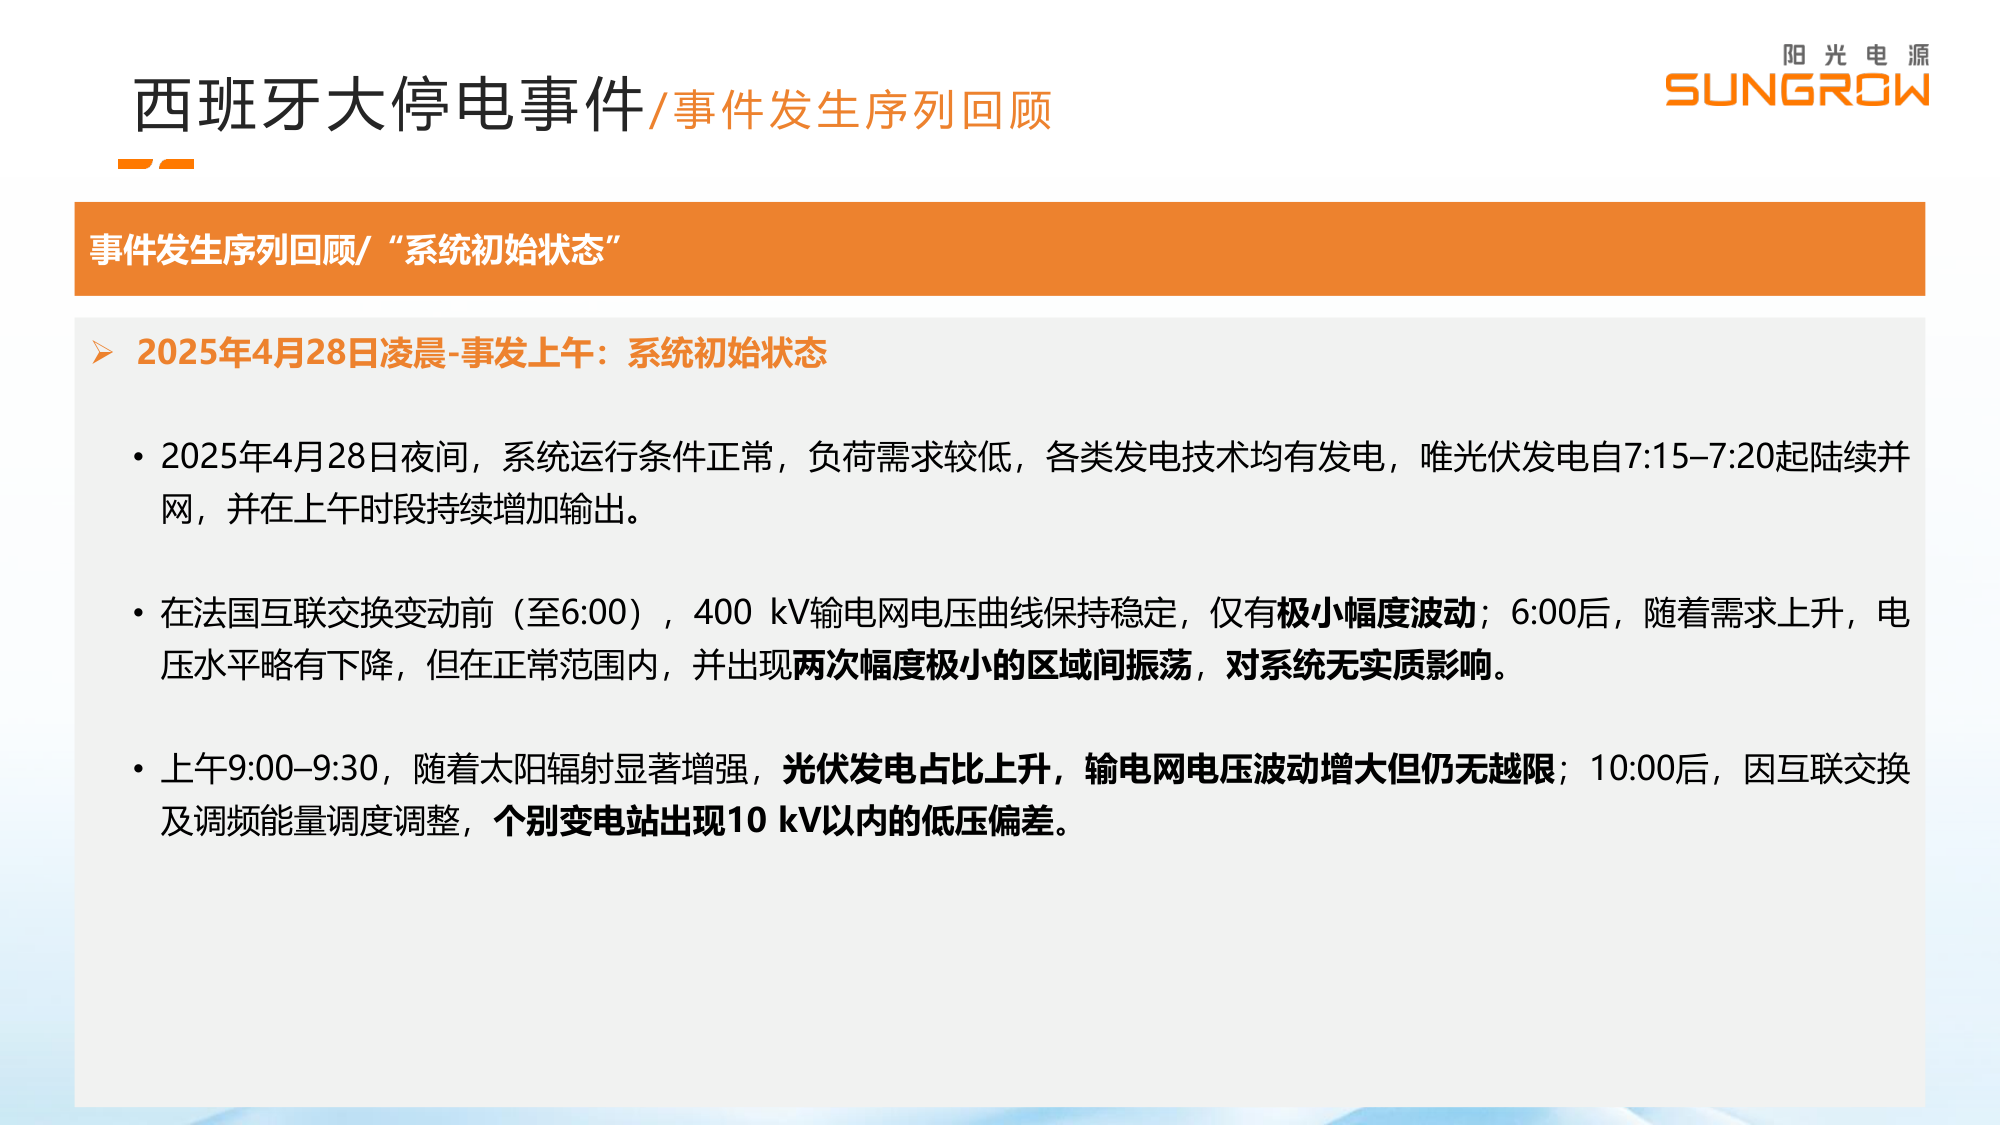 西班牙大停电事件/事件发生序列回顾
阳光电源
SUNGROW
事件发生序列回顾/“系统初始状态”
➢ 2025年4月28日凌晨-事发上午：系统初始状态
• 2025年4月28日夜间，系统运行条件正常，负荷需求较低，各类发电技术均有发电，唯光伏发电自7:15–7:20起陆续并
网，并在上午时段持续增加输出。
• 在法国互联交换变动前（至6:00），400 kV输电网电压曲线保持稳定，仅有极小幅度波动；6:00后，随着需求上升，电
压水平略有下降，但在正常范围内，并出现两次幅度极小的区域间振荡，对系统无实质影响。
• 上午9:00–9:30，随着太阳辐射显著增强，光伏发电占比上升，输电网电压波动增大但仍无越限；10:00后，因互联交换
及调频能量调度调整，个别变电站出现10 kV以内的低压偏差。